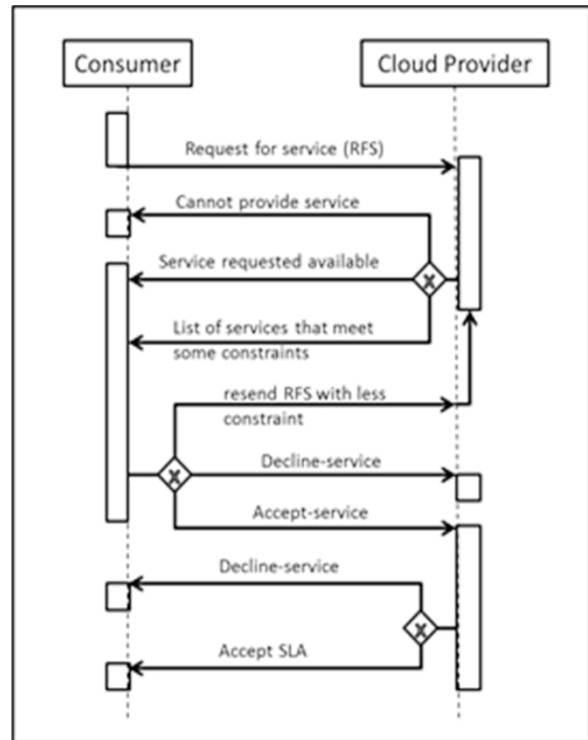 Consumer
Cloud Provider
Request for service (RFS)
Cannot provide service
Service requested available
X
List of services that meet
some constraints
resend RFS with less
constraint
Decline-service
X
Accept-service
Decline-service
X
Accept SLA